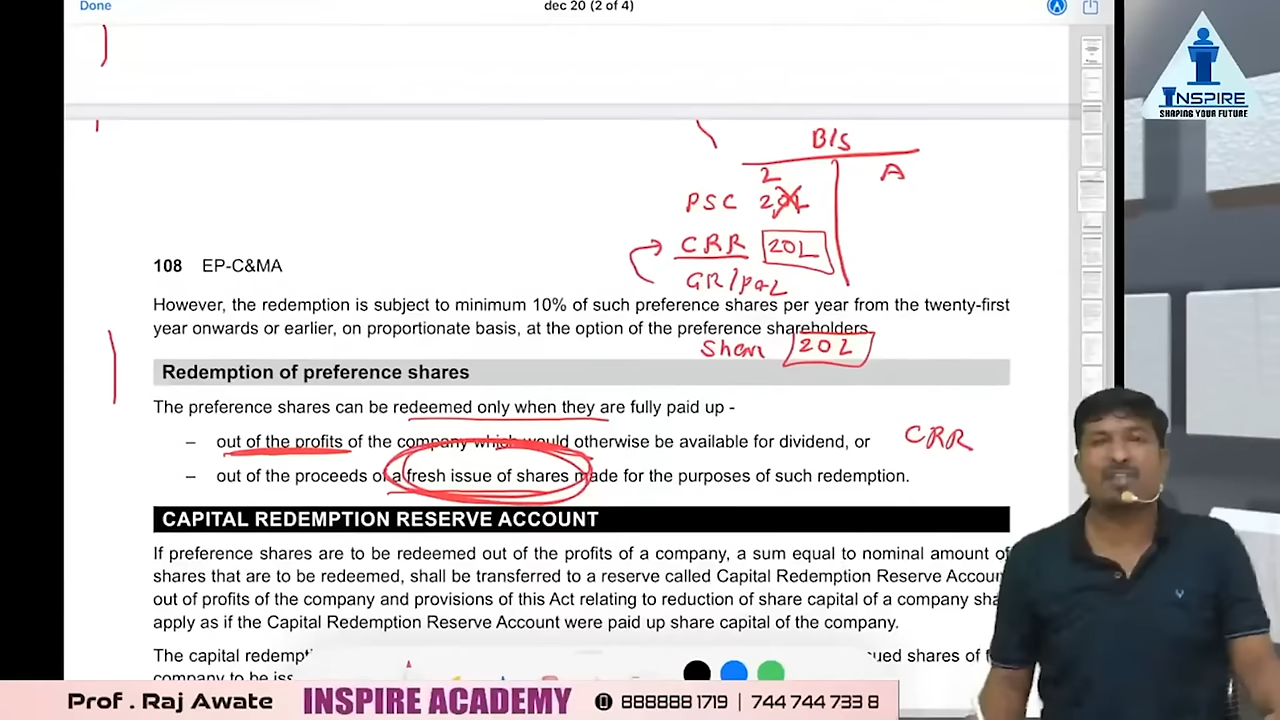 Done
dec 20 (2 of 4)
INSPIRE
SHAPING YOUR FUTURE
B/S
L A
PSC
CRR 20L
GR/P&L
108 EP-C&MA
However, the redemption is subject to minimum 10% of such preference shares per year from the twenty-first
year onwards or earlier, on proportionate basis, at the option of the preference shareholders.
Share 20L
Redemption of preference shares
The preference shares can be redeemed only when they are fully paid up -
– out of the profits of the company which would otherwise be available for dividend, or
CRR
– out of the proceeds of a fresh issue of shares made for the purposes of such redemption.
CAPITAL REDEMPTION RESERVE ACCOUNT
If preference shares are to be redeemed out of the profits of a company, a sum equal to nominal amount of
shares that are to be redeemed, shall be transferred to a reserve called Capital Redemption Reserve Accoun
out of profits of the company and provisions of this Act relating to reduction of share capital of a company sha
apply as if the Capital Redemption Reserve Account were paid up share capital of the company.
The capital redempt ued shares of
company to be iss
Prof . Raj Awate INSPIRE ACADEMY 888888 1719 | 744 744 733 8